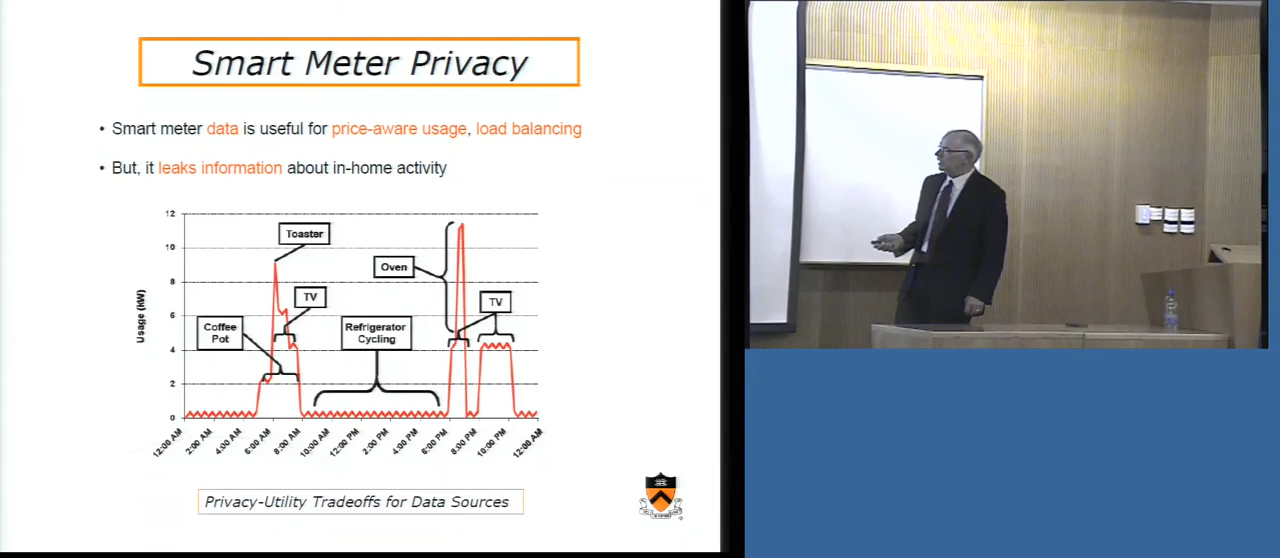 Smart Meter Privacy
• Smart meter data is useful for price-aware usage, load balancing
• But, it leaks information about in-home activity
12
10
8
6
4
2
0
Usage (kW)
Toaster
TV
Coffee
Pot
Refrigerator
Cycling
Oven
TV
12:00 AM
2:00 AM
4:00 AM
6:00 AM
8:00 AM
10:00 AM
12:00 PM
2:00 PM
4:00 PM
6:00 PM
8:00 PM
10:00 PM
12:00 AM
Privacy-Utility Tradeoffs for Data Sources